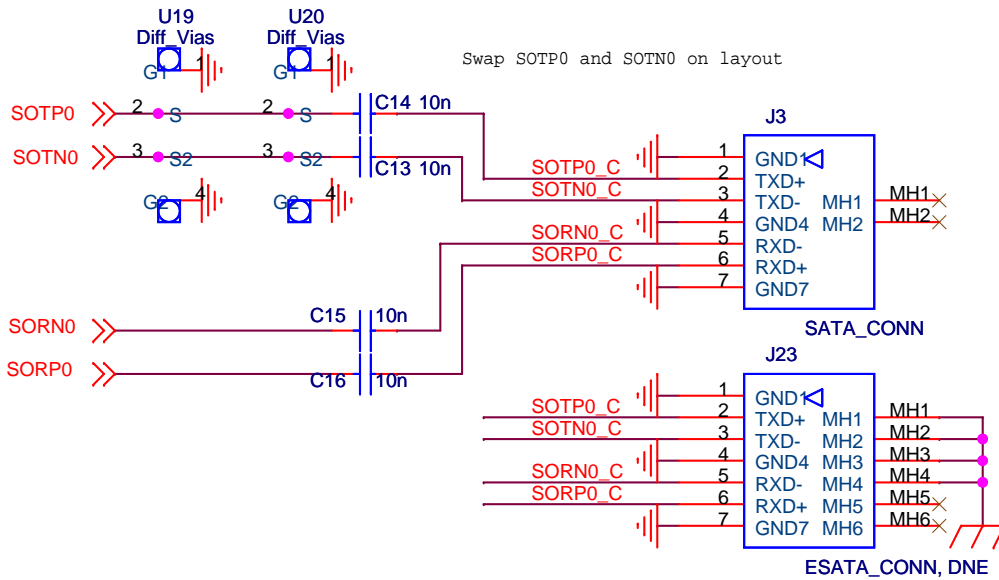 U19
Diff_Vias
U20
Diff_Vias
Swap SOTP0 and SOTN0 on layout
G1
1
G1
1
SOTP0
2
S
2
S
C14 10n
SOTN0
3
S2
3
S2
C13 10n
G2
4
G2
4
J3
1
GND1
SOTP0_C
2
TXD+
SOTN0_C
3
TXD-
MH1
MH1
4
GND4
MH2
MH2
SORN0_C
5
RXD-
SORP0_C
6
RXD+
7
GND7
SATA_CONN
SORN0
C15
10n
SORP0
C16
10n
J23
1
GND1
SOTP0_C
2
TXD+
MH1
MH1
SOTN0_C
3
TXD-
MH2
MH2
4
GND4
MH3
MH3
SORN0_C
5
RXD-
MH4
MH4
SORP0_C
6
RXD+
MH5
MH5
7
GND7
MH6
MH6
ESATA_CONN, DNE